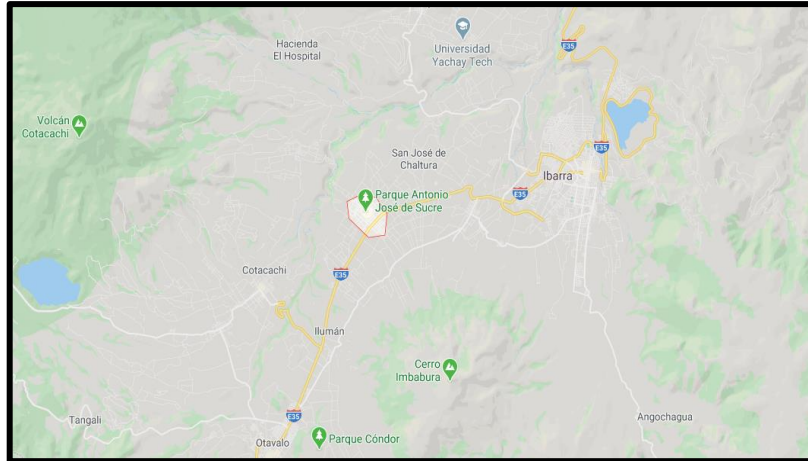 Hacienda
El Hospital
Universidad
Yachay Tech
E35
Volcán
Cotacachi
San José de
Chaltura
E35
Ibarra
E35
Parque Antonio
José de Sucre
Cotacachi
E35
Ilumán
Cerro
Imbabura
Tangali
E35
Otavalo
Parque Cóndor
Angochagua